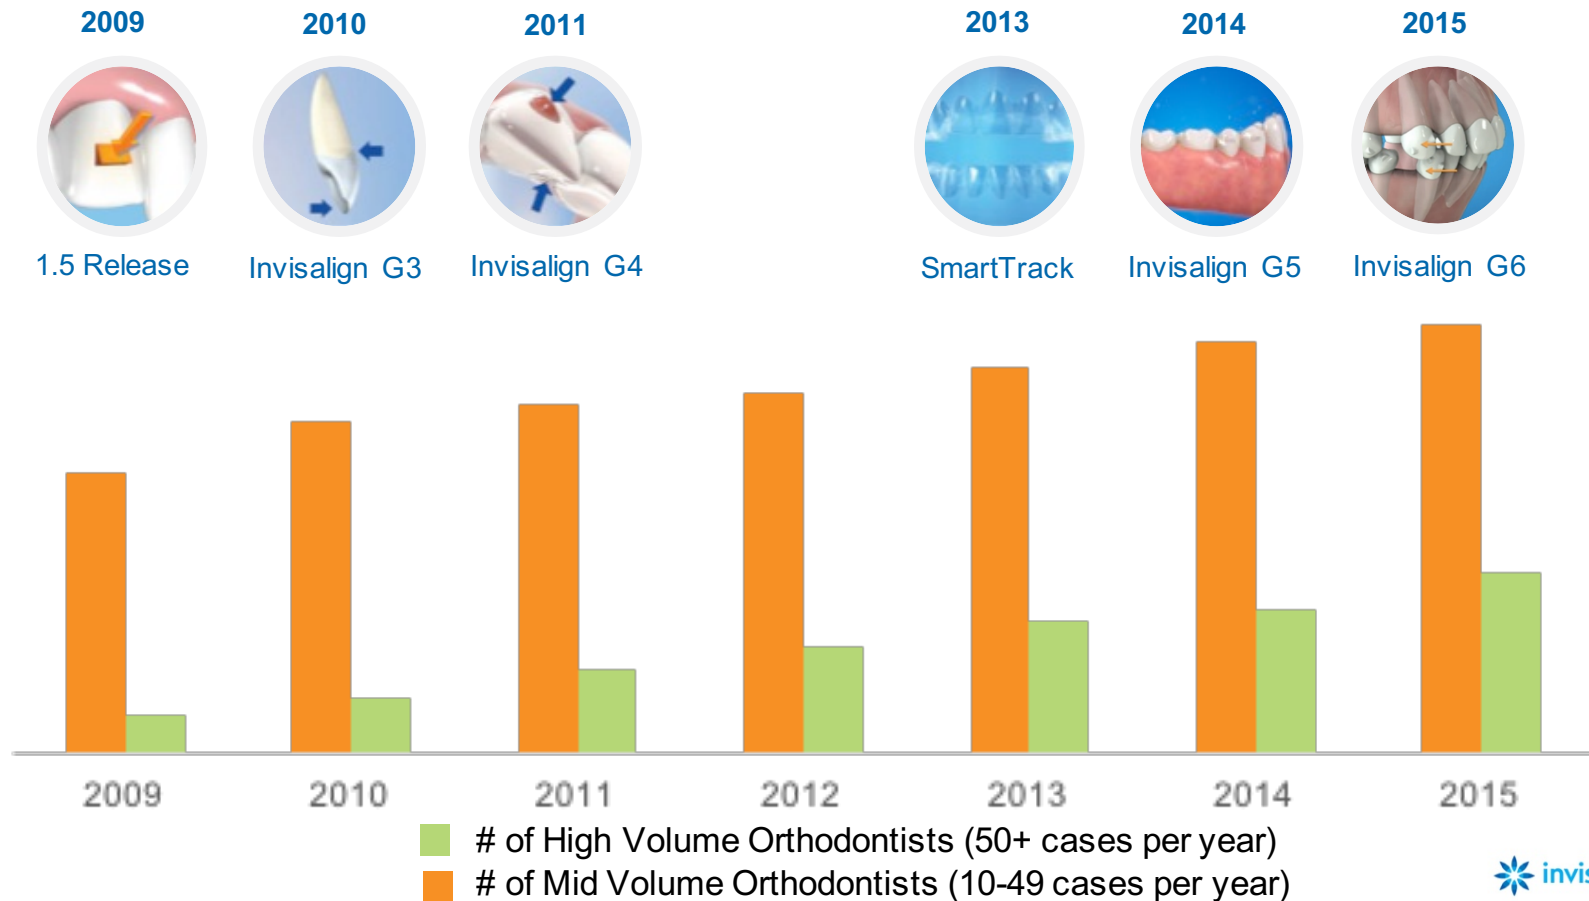 2009 2010 2011 2013 2014 2015
1.5 Release Invisalign G3 Invisalign G4 SmartTrack Invisalign G5 Invisalign G6
2009 2010 2011 2012 2013 2014 2015
# of High Volume Orthodontists (50+ cases per year)
# of Mid Volume Orthodontists (10-49 cases per year)
invis